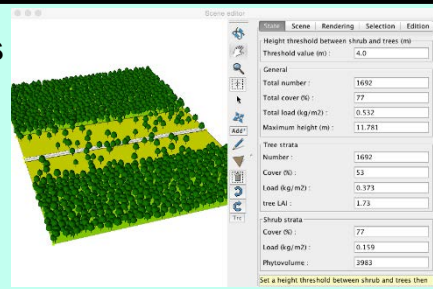 s
Scene editor
State Scene Rendering Selection Edition
Height threshold between shrub and trees (m)
Threshold value (m) : 4.0
General
Total number : 1692
Total cover (%) : 77
Total load (kg/m2) : 0.532
Maximum height (m) : 11.781
Add*
Tree strata
Number : 1692
Cover (%) : 53
Load (kg/m2) : 0.373
tree LAI : 1.73
Shrub strata
Cover (%) : 77
Load (kg/m2) : 0.159
Phytovolume : 3983
Set a height threshold between shrub and trees then